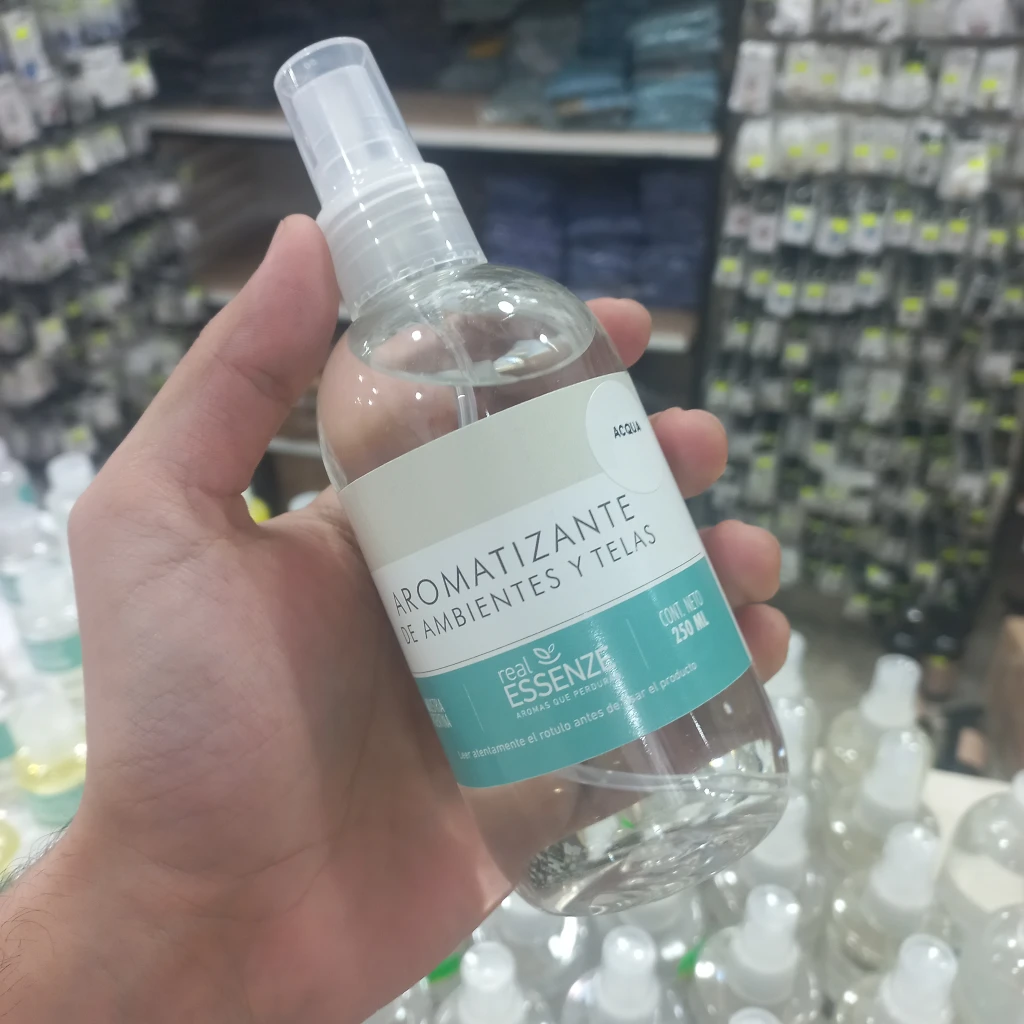 ACQUA
AROMATIZANTE
DE AMBIENTES Y TELAS
CONT. NETO
250 ML
real
ESSENZE
AROMAS QUE PERDURAN
Leer atentamente el rotulo antes de usar el producto